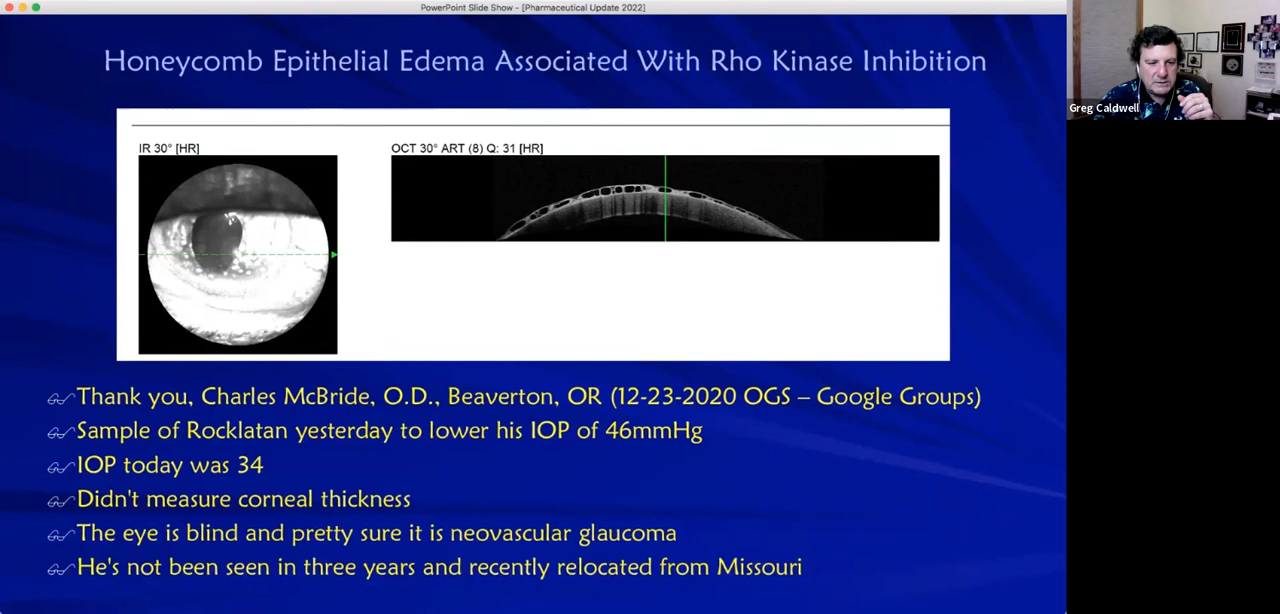 PowerPoint Slide Show - [Pharmaceutical Update 2022]
Honeycomb Epithelial Edema Associated With Rho Kinase Inhibition
Greg Caldwell
IR 30° [HR]
OCT 30° ART (8) Q: 31 [HR]
Thank you, Charles McBride, O.D., Beaverton, OR (12-23-2020 OGS – Google Groups)
Sample of Rocklatan yesterday to lower his IOP of 46mmHg
IOP today was 34
Didn't measure corneal thickness
The eye is blind and pretty sure it is neovascular glaucoma
He's not been seen in three years and recently relocated from Missouri